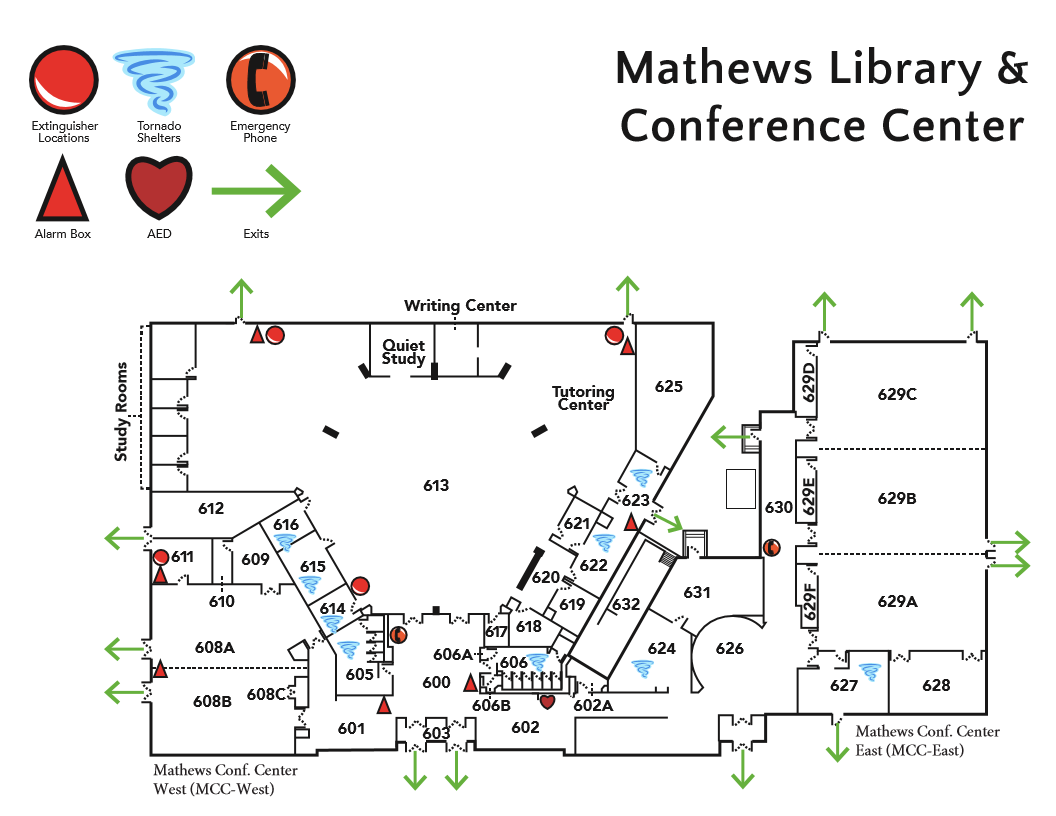 Mathews Library &
Conference Center
Extinguisher
Locations
Tornado
Shelters
Emergency
Phone
Alarm Box
AED
Exits
Writing Center
Quiet
Study
Tutoring
Center
Study Rooms
625
629D
629C
613
612
616
611
609
615
610
614
608A
608B
608C
605
601
600
603
606A
606
606B
602
602A
617
618
619
620
621
622
623
632
631
624
626
630
629E
629B
629F
629A
627
628
Mathews Conf. Center
West (MCC-West)
Mathews Conf. Center
East (MCC-East)